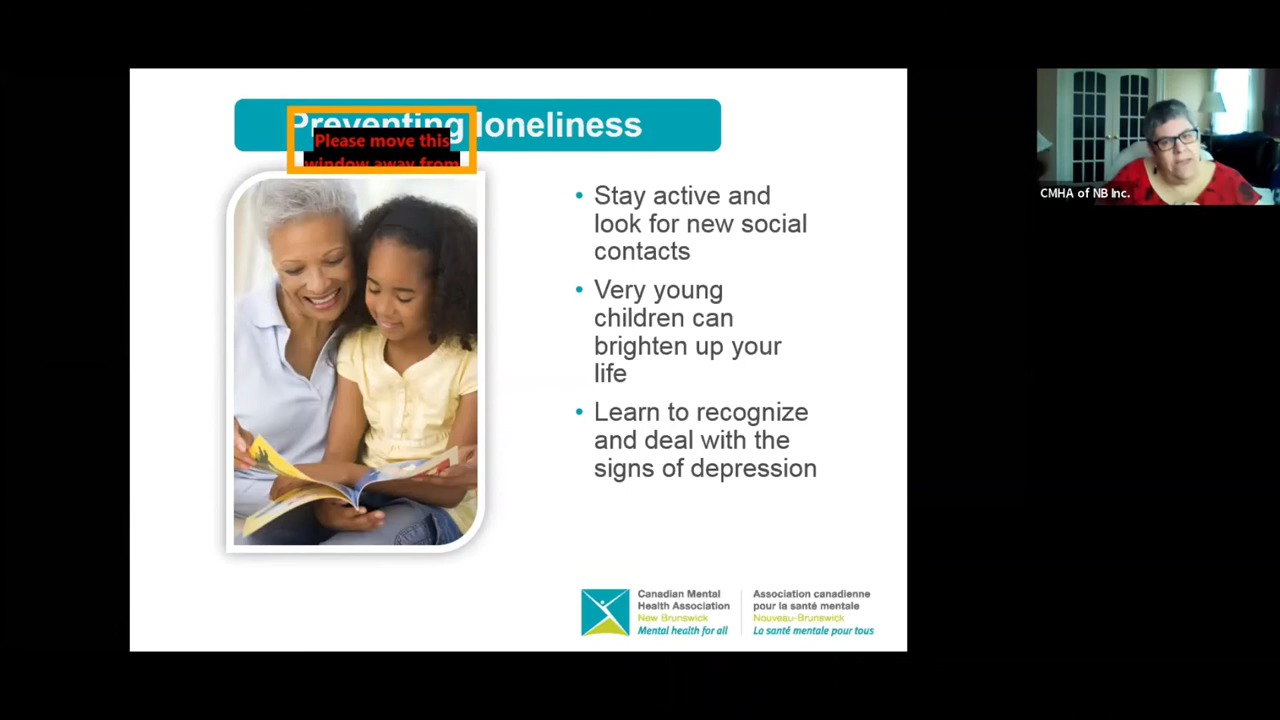 Preventing loneliness
Please move this
window away from
Stay active and
look for new social
contacts
Very young
children can
brighten up your
life
Learn to recognize
and deal with the
signs of depression
Canadian Mental
Health Association
New Brunswick
Mental health for all
Association canadienne
pour la santé mentale
Nouveau-Brunswick
La santé mentale pour tous
CMHA of NB Inc.